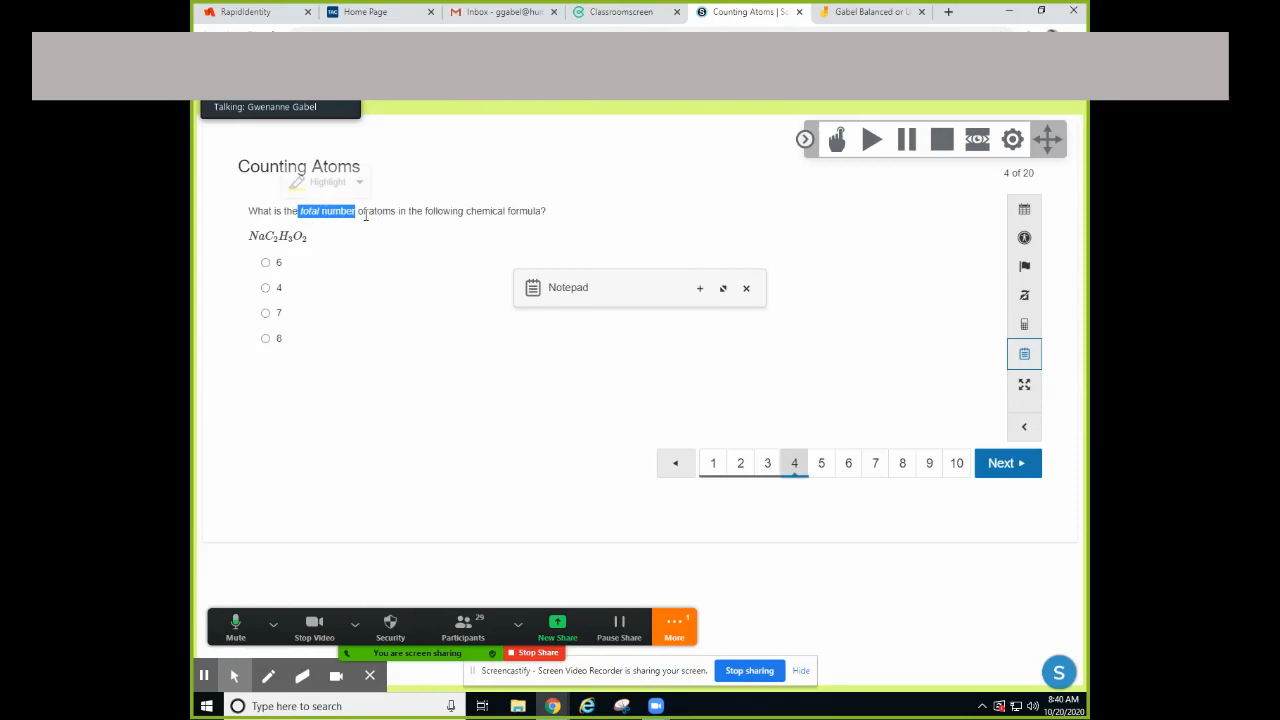 RapidIdentity
TAC Home Page
Inbox - ggabel@hu
Classroomscreen
Counting Atoms | S
Gabel Balanced or U
Talking: Gwenanne Gabel
Counting Atoms
4 of 20
Highlight
What is the total number of atoms in the following chemical formula?
NaC₂H₃O₂
6
4
7
8
Notepad
1 2 3 4 5 6 7 8 9 10 Next
29
1
Mute Stop Video Security Participants New Share Pause Share More
You are screen sharing Stop Share
Screencastify - Screen Video Recorder is sharing your screen. Stop sharing Hide
S
Type here to search
8:40 AM
10/20/2020